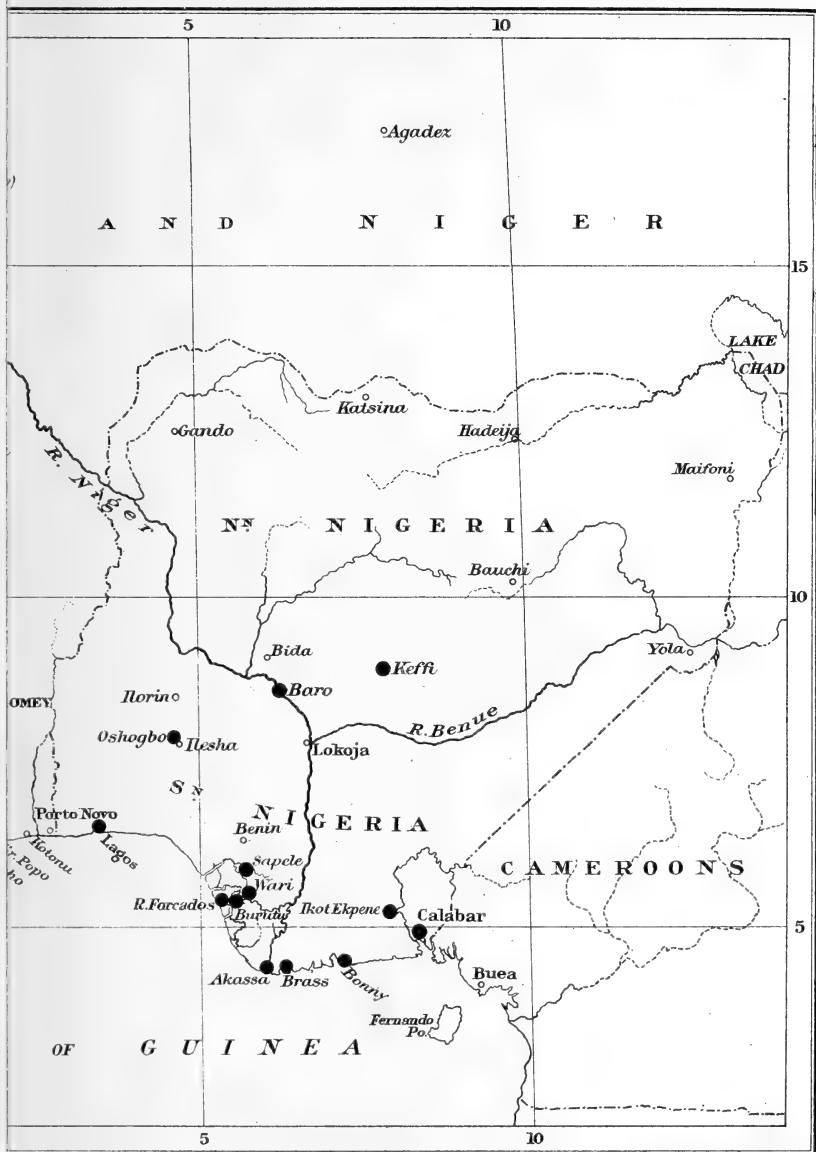 5
10
Agadez
AND NIGER
15
LAKE
CHAD
Katsina
Gando
Hadeija
Maifoni
R. Niger
Nn. NIGERIA
Bauchi
10
Bida
Keffi
Yola
Baro
Ilorin
OMEY
R. Benue
Oshogbo
Ilesha
Lokoja
Sn.
NIGERIA
Porto Novo
Lagos
Benin
Kotonu
Popo
Sapele
CAMEROONS
Wari
R. Forcados
Burutu
Ikot Ekpene
Calabar
5
Akassa
Brass
Bonny
Buea
Fernando
Po.
OF GUINEA
5
10